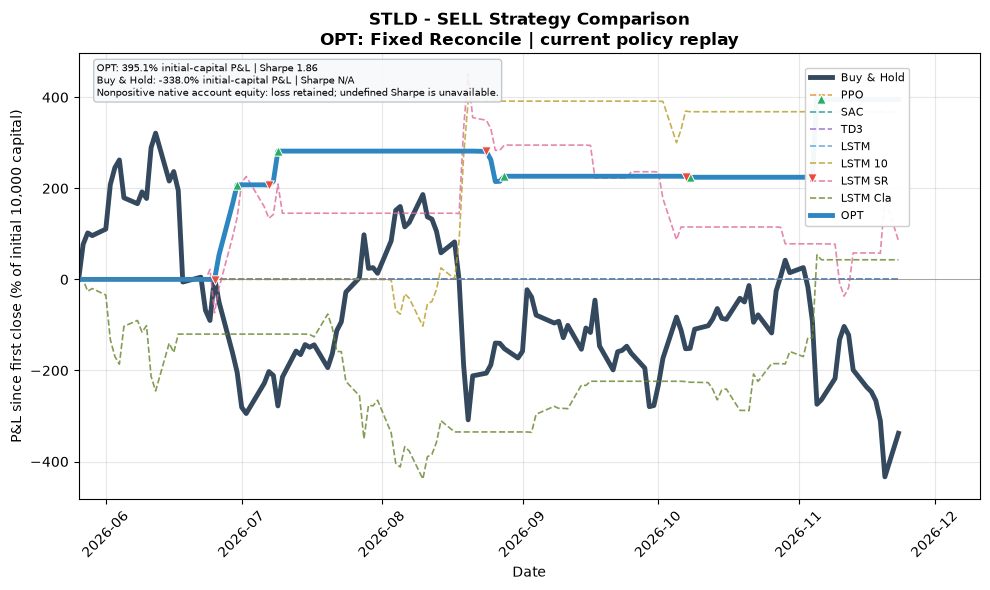 STLD - SELL Strategy Comparison
OPT: Fixed Reconcile | current policy replay
OPT: 395.1% initial-capital P&L | Sharpe 1.86
Buy & Hold: -338.0% initial-capital P&L | Sharpe N/A
Nonpositive native account equity: loss retained; undefined Sharpe is unavailable.
Buy & Hold
PPO
SAC
TD3
LSTM
LSTM 10
LSTM SR
LSTM Cla
OPT
P&L since first close (% of initial 10,000 capital)
400
200
0
−200
−400
2026-06
2026-07
2026-08
2026-09
2026-10
2026-11
2026-12
Date